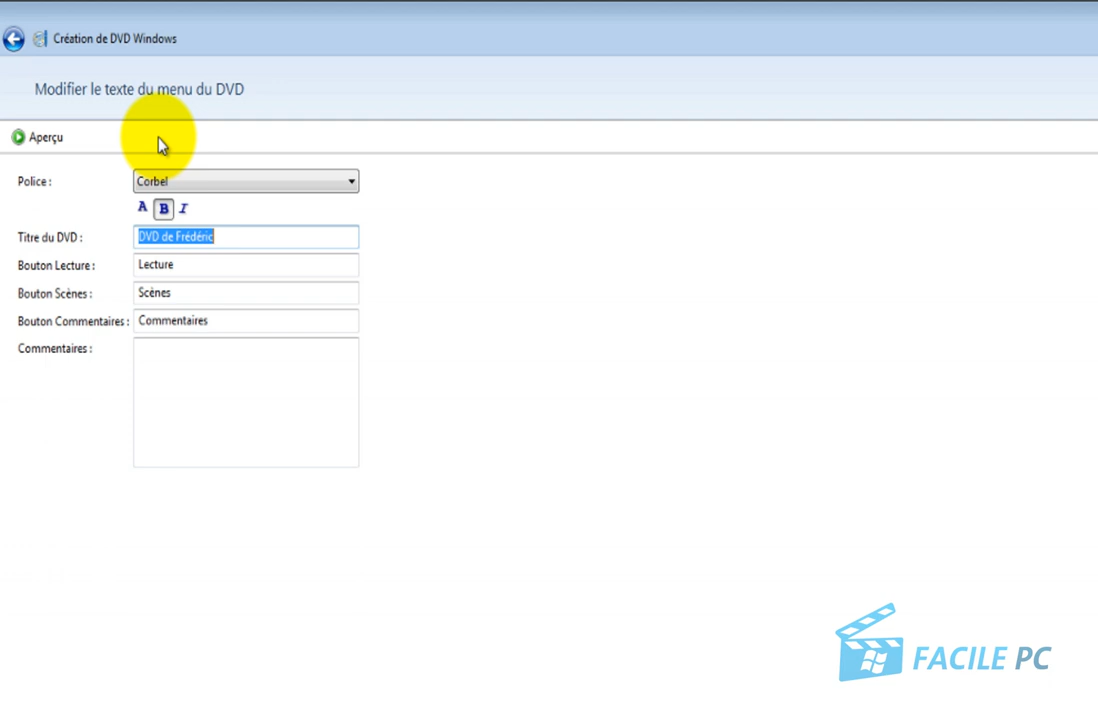 Création de DVD Windows
Modifier le texte du menu du DVD
Aperçu
Police :
Corbel
A B I
Titre du DVD :
DVD de Frédéric
Bouton Lecture :
Lecture
Bouton Scènes :
Scènes
Bouton Commentaires :
Commentaires
Commentaires :
FACILE PC